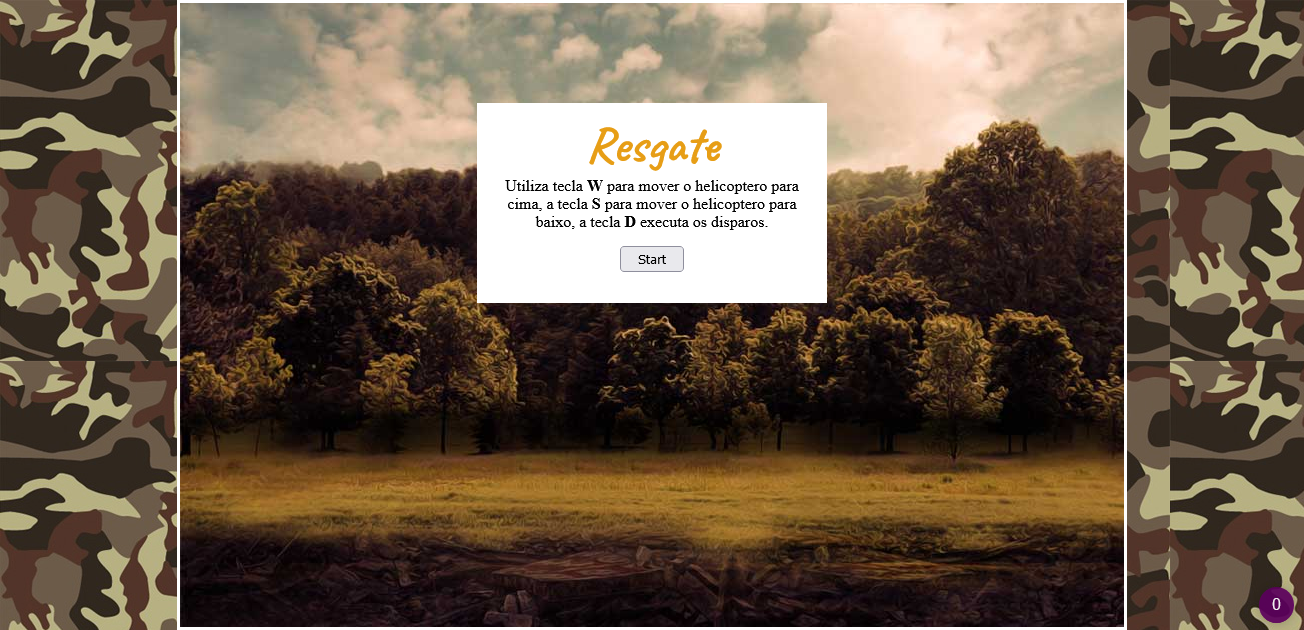 Resgate
Utiliza tecla W para mover o helicoptero para
cima, a tecla S para mover o helicoptero para
baixo, a tecla D executa os disparos.
Start
0